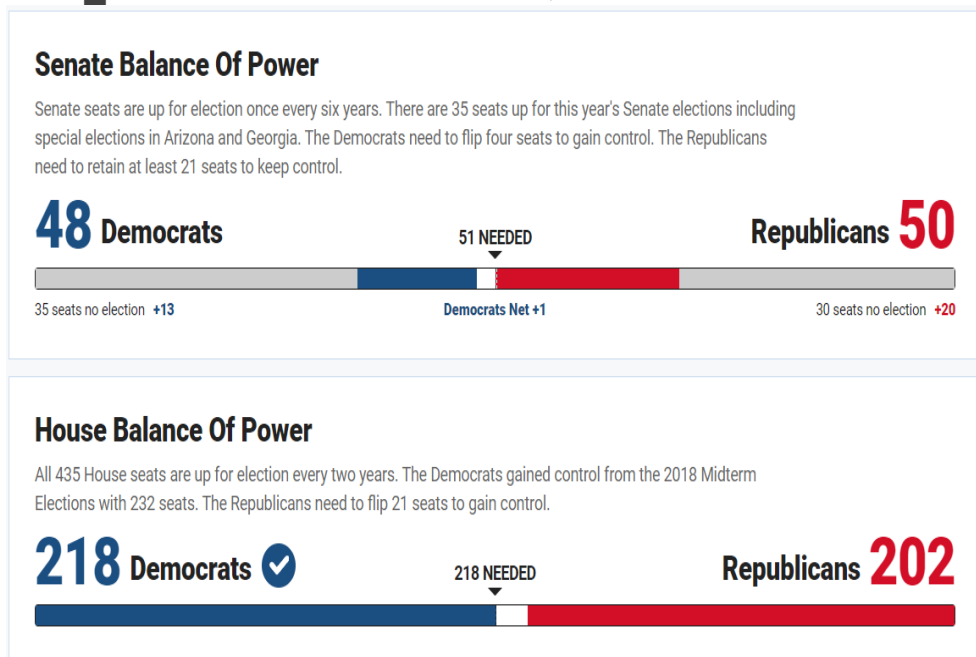 Senate Balance Of Power
Senate seats are up for election once every six years. There are 35 seats up for this year's Senate elections including
special elections in Arizona and Georgia. The Democrats need to flip four seats to gain control. The Republicans
need to retain at least 21 seats to keep control.
48 Democrats
51 NEEDED
Republicans 50
35 seats no election +13
Democrats Net +1
30 seats no election +20
House Balance Of Power
All 435 House seats are up for election every two years. The Democrats gained control from the 2018 Midterm
Elections with 232 seats. The Republicans need to flip 21 seats to gain control.
218 Democrats
218 NEEDED
Republicans 202